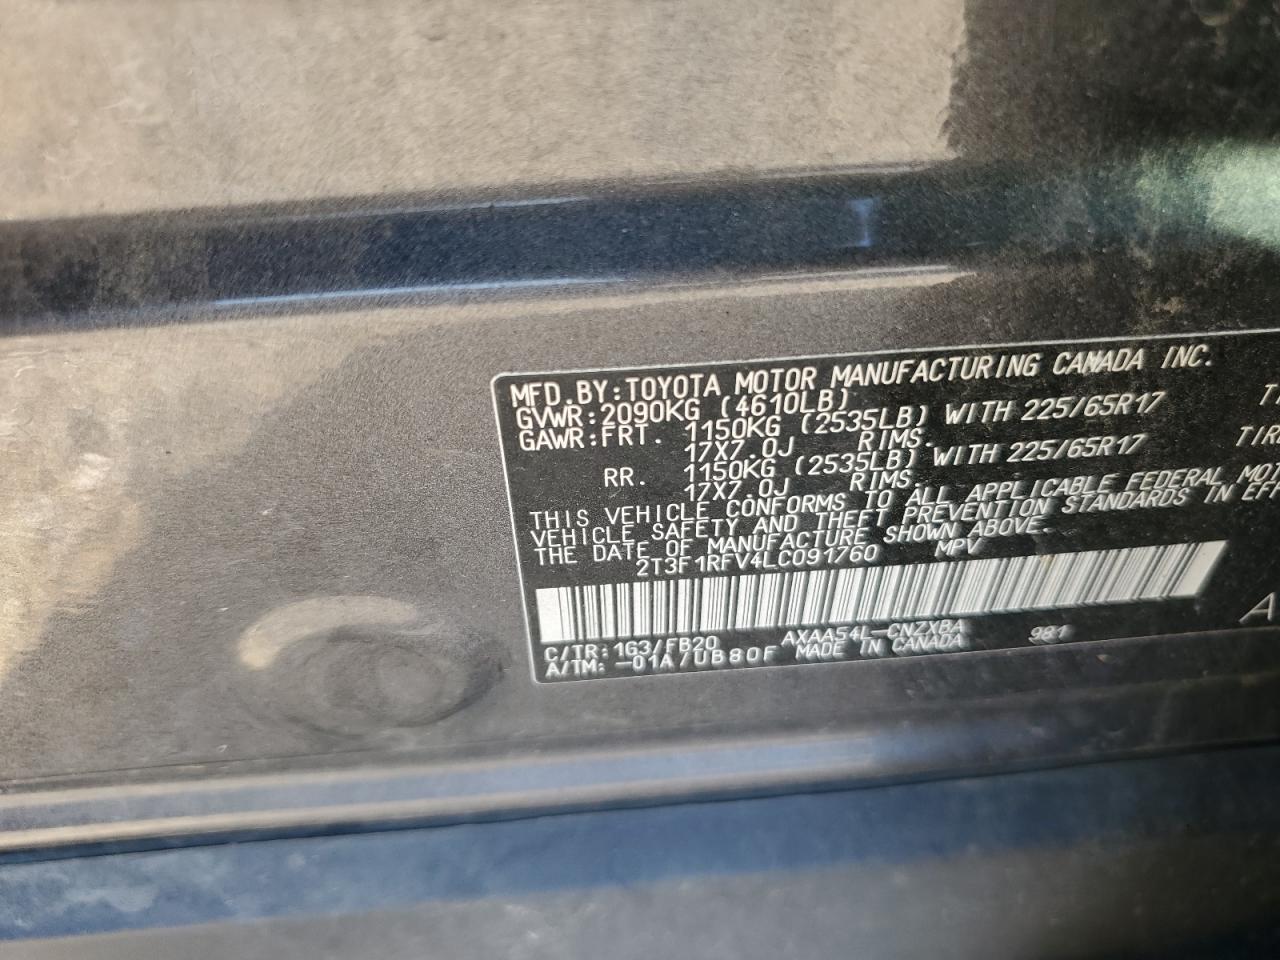 MFD.BY:TOYOTA MOTOR MANUFACTURING CANADA INC.
GVWR:2090KG (4610LB)
GAWR:FRT. 1150KG (2535LB) WITH 225/65R17
17X7.0J RIMS.
RR. 1150KG (2535LB) WITH 225/65R17 TIR
17X7.0J RIMS.
THIS VEHICLE CONFORMS TO ALL APPLICABLE FEDERAL MOT
VEHICLE SAFETY AND THEFT PREVENTION STANDARDS IN EFF
THE DATE OF MANUFACTURE SHOWN ABOVE.
2T3F1RFV4LC091760 MPV
C/TR:1G3/FB20 AXAA54L-CNZXBA 981 A
A/TM:-01A/UB80F MADE IN CANADA